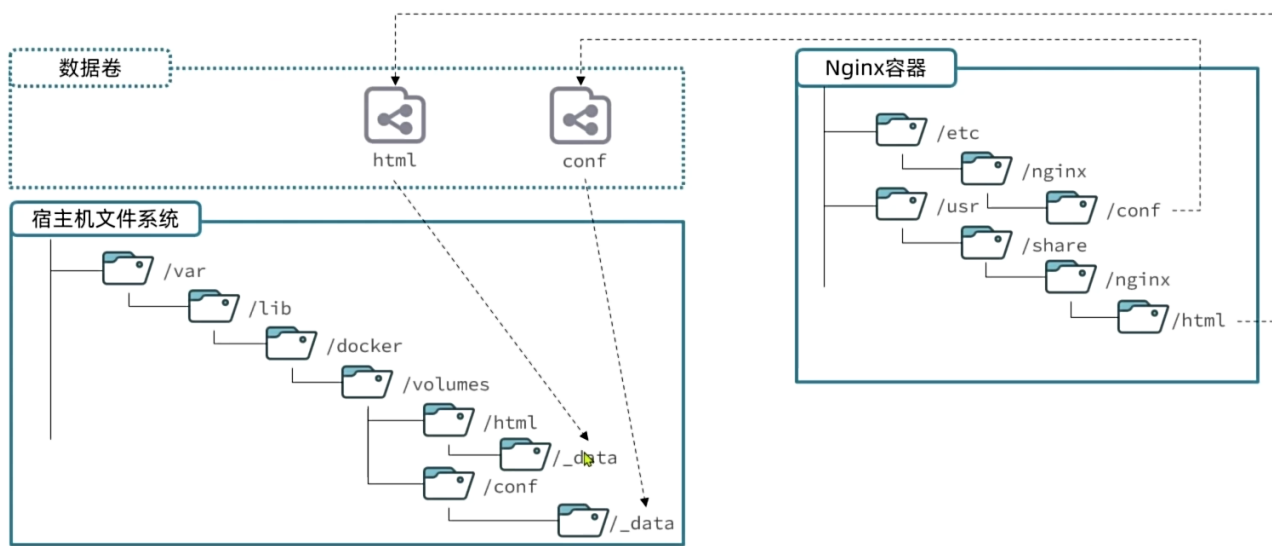 数据卷
html
conf
宿主机文件系统
/var
/lib
/docker
/volumes
/html
/_data
/conf
/_data
Nginx容器
/etc
/nginx
/conf
/usr
/share
/nginx
/html